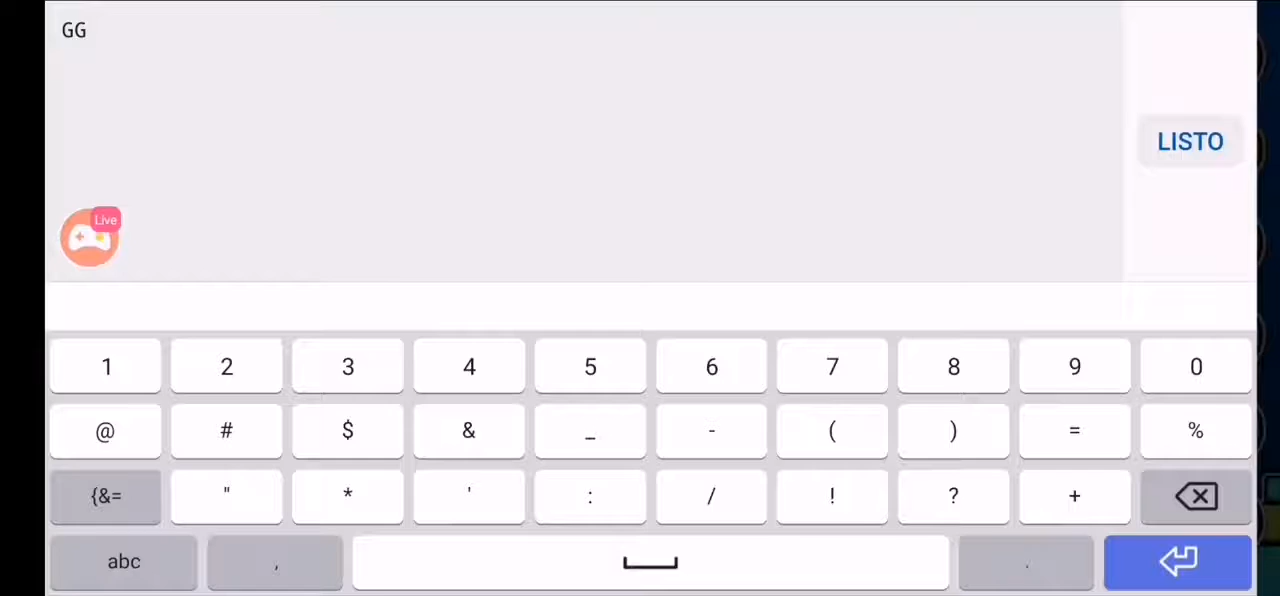 GG
LISTO
Live
1 2 3 4 5 6 7 8 9 0
@ # $ & _ - ( ) = %
{&= " * ' : / ! ? +
abc , .